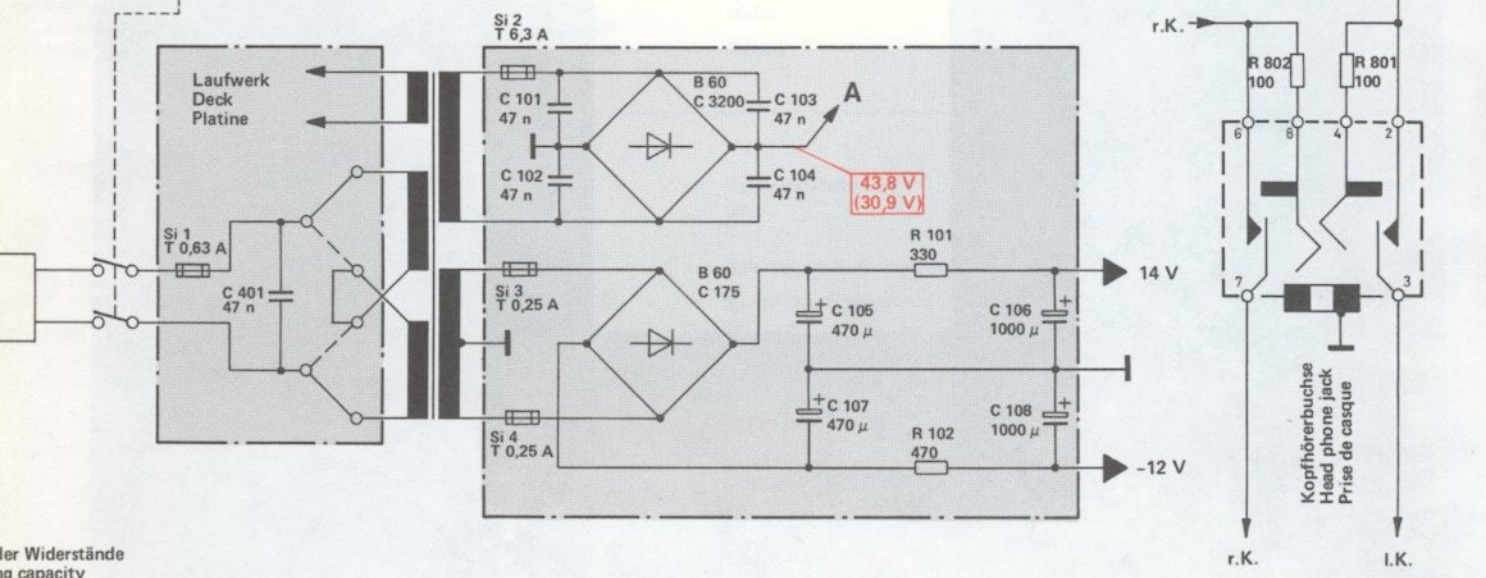 Si 2
T 6,3 A
Laufwerk
Deck
Platine
C 101
47 n
C 102
47 n
B 60
C 3200
C 103
47 n
C 104
47 n
A
43,8 V
(30,9 V)
Si 1
T 0,63 A
C 401
47 n
Si 3
T 0,25 A
B 60
C 175
Si 4
T 0,25 A
R 101
330
+
C 105
470 µ
+
C 106
1000 µ
14 V
+
C 107
470 µ
+
C 108
1000 µ
R 102
470
-12 V
r.K.
R 802
100
R 801
100
6
8
4
2
7
3
Kopfhörerbuchse
Head phone jack
Prise de casque
r.K.
l.K.
der Widerstände
capacity